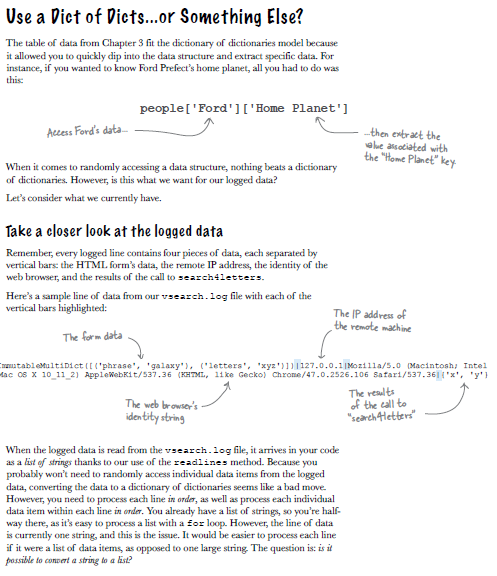 Use a Dict of Dicts...or Something Else?
The table of data from Chapter 3 fit the dictionary of dictionaries model because
it allowed you to quickly dip into the data structure and extract specific data. For
instance, if you wanted to know Ford Prefect's home planet, all you had to do was
this:
people['Ford']['Home Planet']
Access Ford's data...
...then extract the
value associated with
the "Home Planet" key.
When it comes to randomly accessing a data structure, nothing beats a dictionary
of dictionaries. However, is this what we want for our logged data?
Let's consider what we currently have.
Take a closer look at the logged data
Remember, every logged line contains four pieces of data, each separated by
vertical bars: the HTML form's data, the remote IP address, the identity of the
web browser, and the results of the call to search4letters.
Here's a sample line of data from our vsearch.log file with each of the
vertical bars highlighted:
The form data
The IP address of
the remote machine
ImmutableMultiDict([('phrase', 'galaxy'), ('letters', 'xyz')])|127.0.0.1|Mozilla/5.0 (Macintosh; Intel
Mac OS X 10_11_2) AppleWebKit/537.36 (KHTML, like Gecko) Chrome/47.0.2526.106 Safari/537.36|{'x', 'y'}
The web browser's
identity string
The results
of the call to
"search4letters"
When the logged data is read from the vsearch.log file, it arrives in your code
as a list of strings thanks to our use of the readlines method. Because you
probably won't need to randomly access individual data items from the logged
data, converting the data to a dictionary of dictionaries seems like a bad move.
However, you need to process each line in order, as well as process each individual
data item within each line in order. You already have a list of strings, so you're half-
way there, as it's easy to process a list with a for loop. However, the line of data
is currently one string, and this is the issue. It would be easier to process each line
if it were a list of data items, as opposed to one large string. The question is: is it
possible to convert a string to a list?